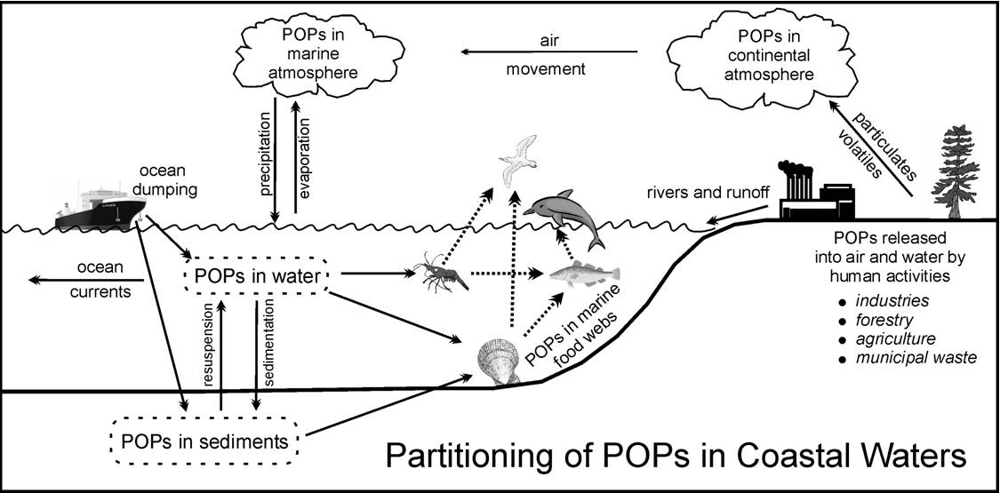 POPs in
marine
atmosphere
air
movement
POPs in
continental
atmosphere
precipitation
evaporation
particulates
volatiles
ocean
dumping
rivers and runoff
ocean
currents
POPs in water
POPs released
into air and water by
human activities
● industries
● forestry
● agriculture
● municipal waste
resuspension
sedimentation
POPs in marine
food webs
POPs in sediments
Partitioning of POPs in Coastal Waters